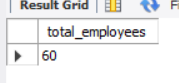 Result Grid
total_employees
60